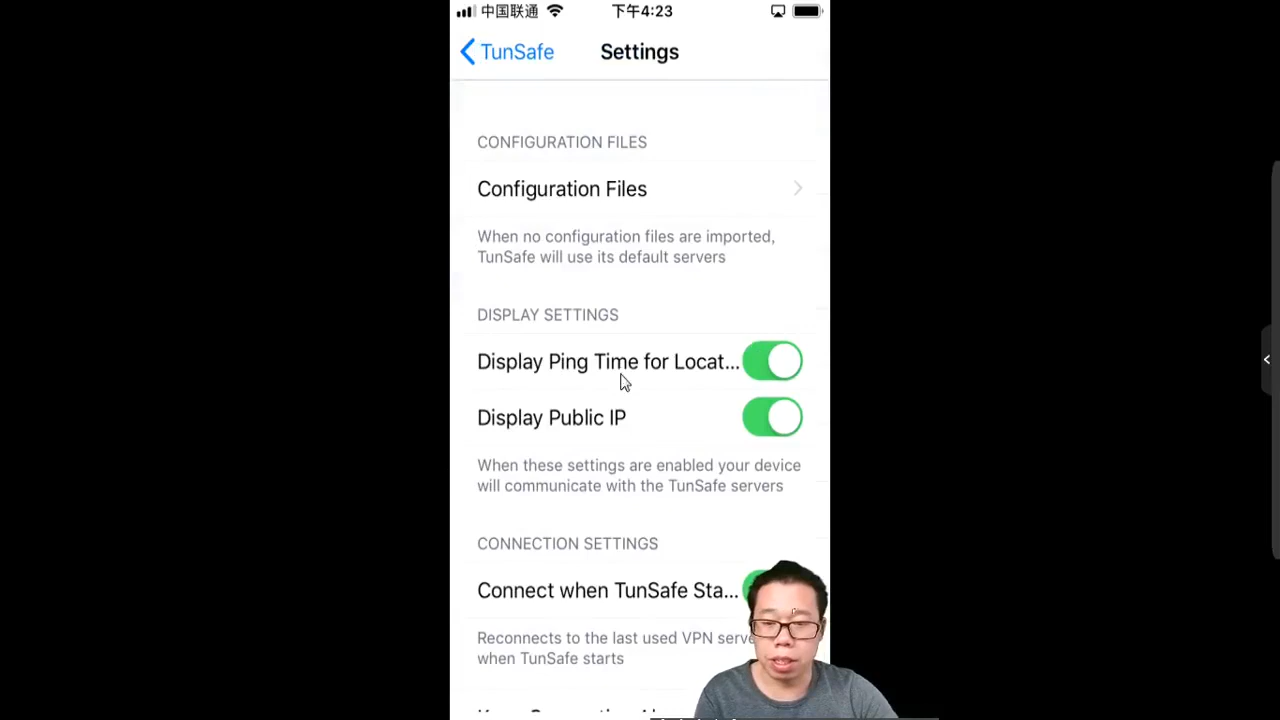 中国联通 下午4:23
TunSafe Settings
CONFIGURATION FILES
Configuration Files
When no configuration files are imported,
TunSafe will use its default servers
DISPLAY SETTINGS
Display Ping Time for Locat...
Display Public IP
When these settings are enabled your device
will communicate with the TunSafe servers
CONNECTION SETTINGS
Connect when TunSafe Sta...
Reconnects to the last used VPN serve
when TunSafe starts